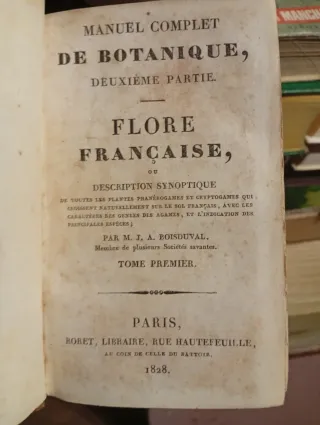 MANUEL COMPLET
DE BOTANIQUE,
DEUXIÈME PARTIE.
FLORE
FRANÇAISE,
OU
DESCRIPTION SYNOPTIQUE
DE TOUTES LES PLANTES PHANÉROGAMES ET CRYPTOGAMES QUI
CROISSENT NATURELLEMENT SUR LE SOL FRANÇAIS, AVEC LES
CARACTÈRES DES GENRES DES AGAMES, ET L'INDICATION DES
PRINCIPALES ESPÈCES;
PAR M. J. A. BOISDUVAL,
Membre de plusieurs Sociétés savantes.
TOME PREMIER.
PARIS,
RORET, LIBRAIRE, RUE HAUTEFEUILLE,
AU COIN DE CELLE DU BATTOIR.
1828.
MANCHA